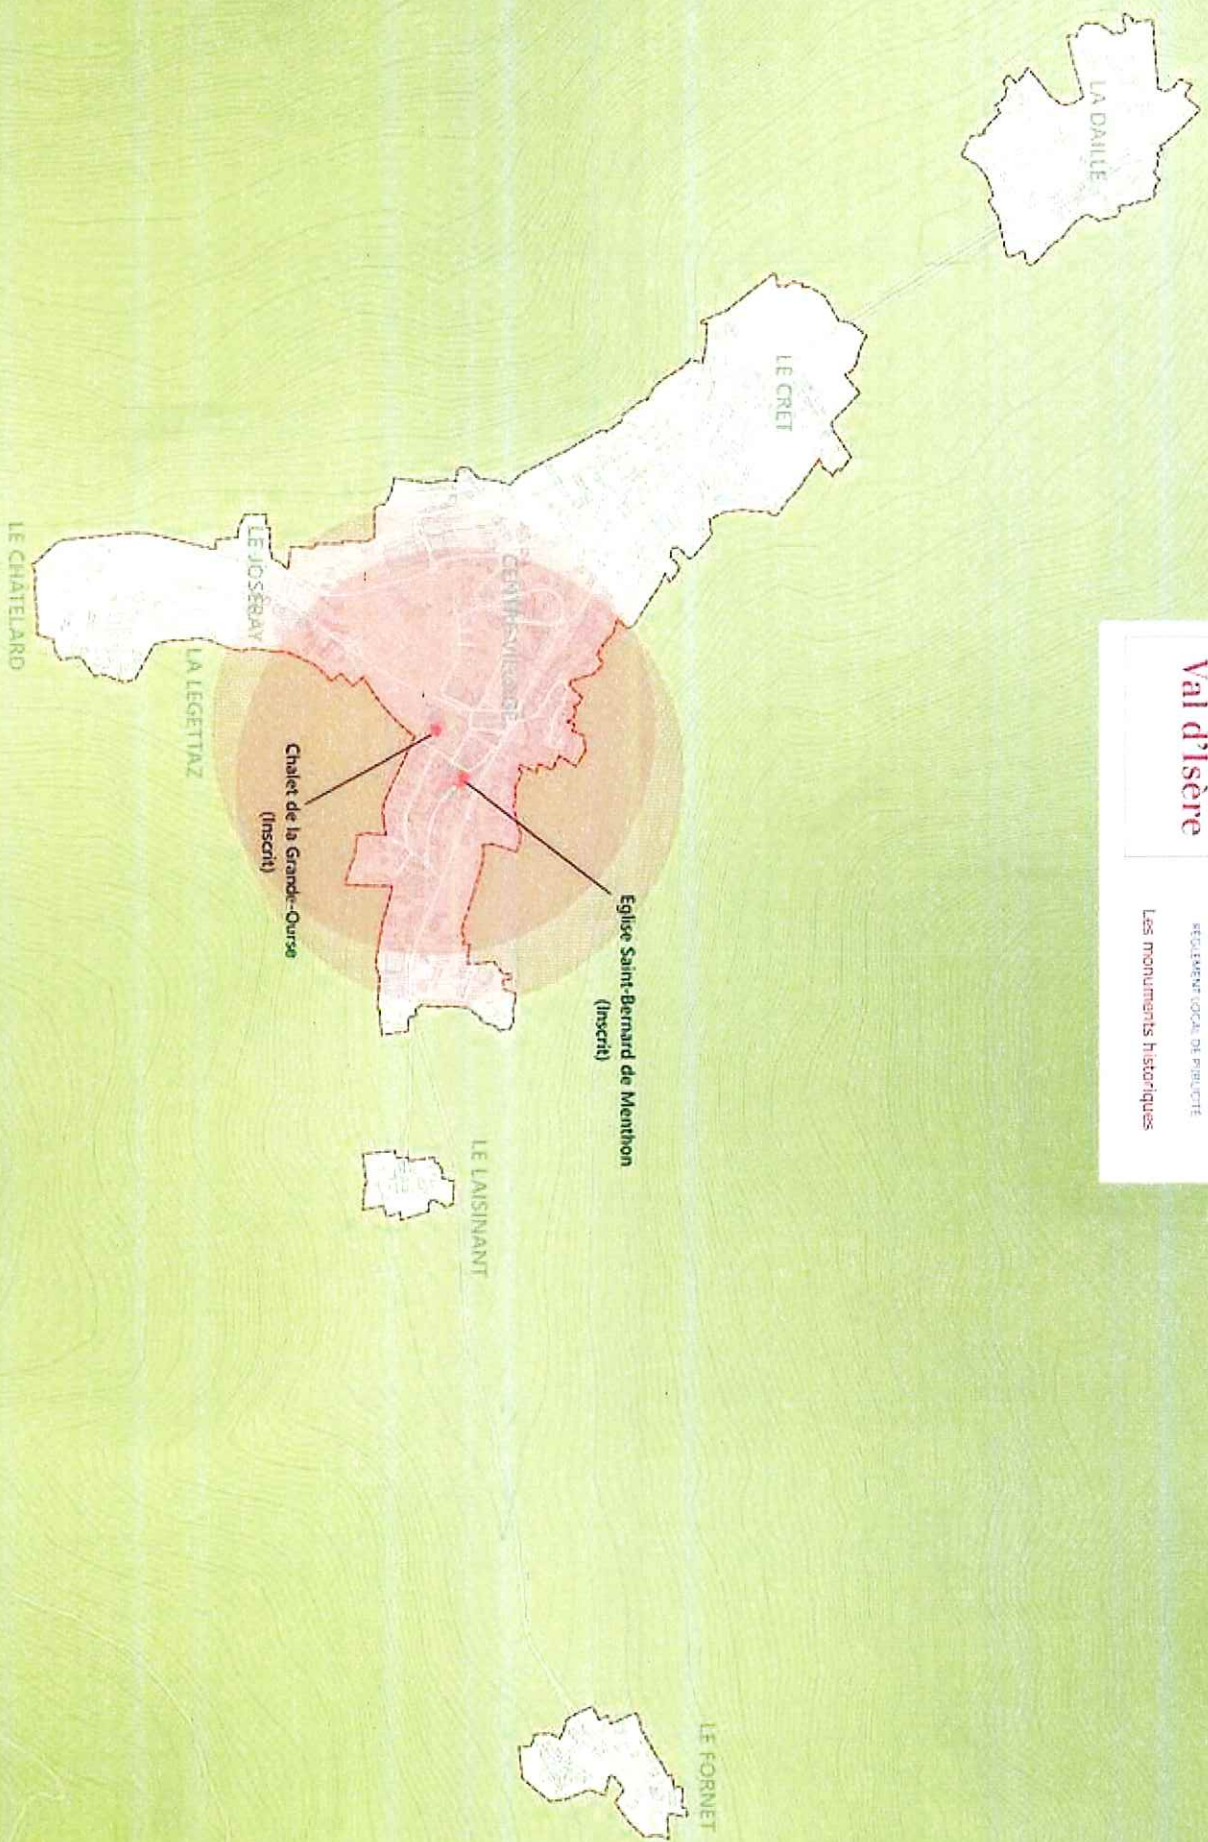 Val d'Isère
RÈGLEMENT LOCAL DE PUBLICITÉ
Les monuments historiques
LA DAILLE
LE CRET
CENTRE VILLAGE
Eglise Saint-Bernard de Menthon
(Inscrit)
LE FORNET
LE LAISINANT
Chalet de la Grande-Ourse
(Inscrit)
LE JOSERAY
LA LEGETTAZ
LE CHATELARD